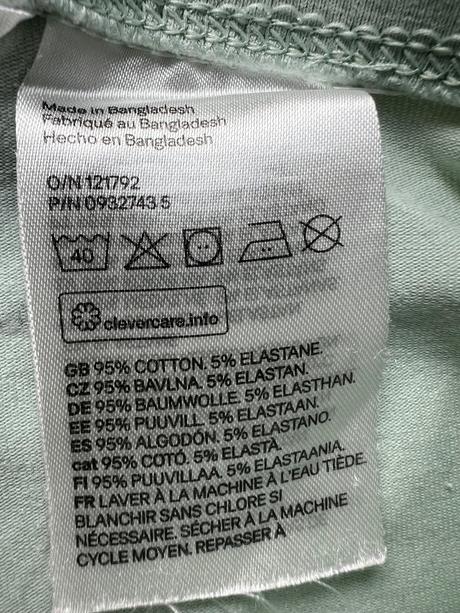 Made in Bangladesh
Fabriqué au Bangladesh
Hecho en Bangladesh
O/N 121792
P/N 0932743 5
40
clevercare.info
GB 95% COTTON. 5% ELASTANE.
CZ 95% BAVLNA. 5% ELASTAN.
DE 95% BAUMWOLLE. 5% ELASTHAN.
EE 95% PUUVILL. 5% ELASTAAN.
ES 95% ALGODÓN. 5% ELASTANO.
cat 95% COTÓ. 5% ELASTÀ.
FI 95% PUUVILLAA. 5% ELASTAANIA.
FR LAVER À LA MACHINE À L'EAU TIÈDE.
BLANCHIR SANS CHLORE SI
NÉCESSAIRE. SÉCHER À LA MACHINE
CYCLE MOYEN. REPASSER À